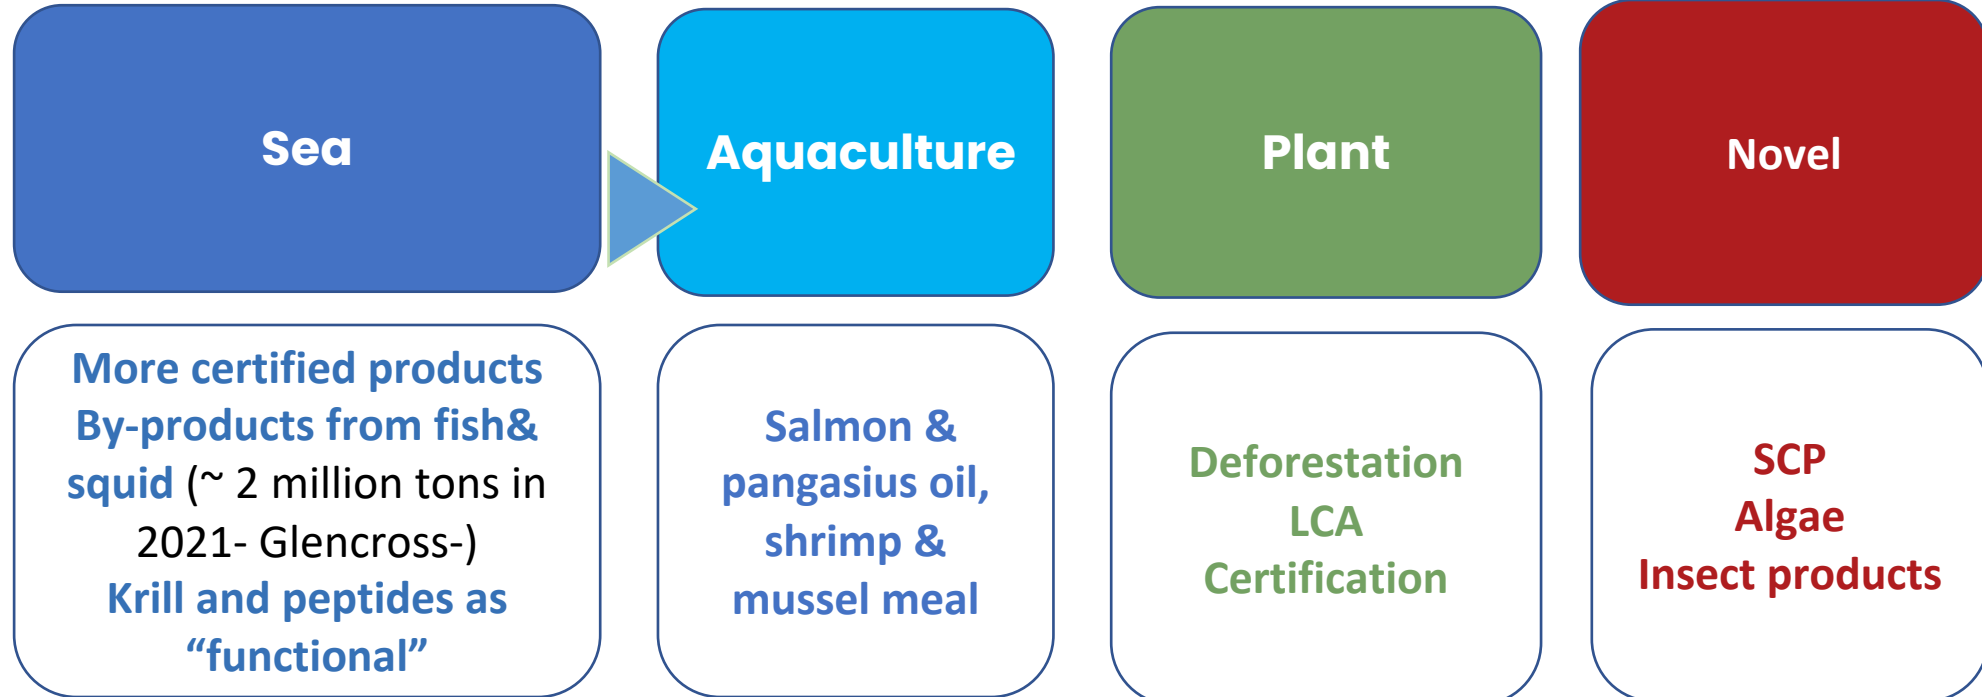 Sea
More certified products
By-products from fish&
squid (~ 2 million tons in
2021- Glencross-)
Krill and peptides as
“functional”
Aquaculture
Salmon &
pangasius oil,
shrimp &
mussel meal
Plant
Deforestation
LCA
Certification
Novel
SCP
Algae
Insect products